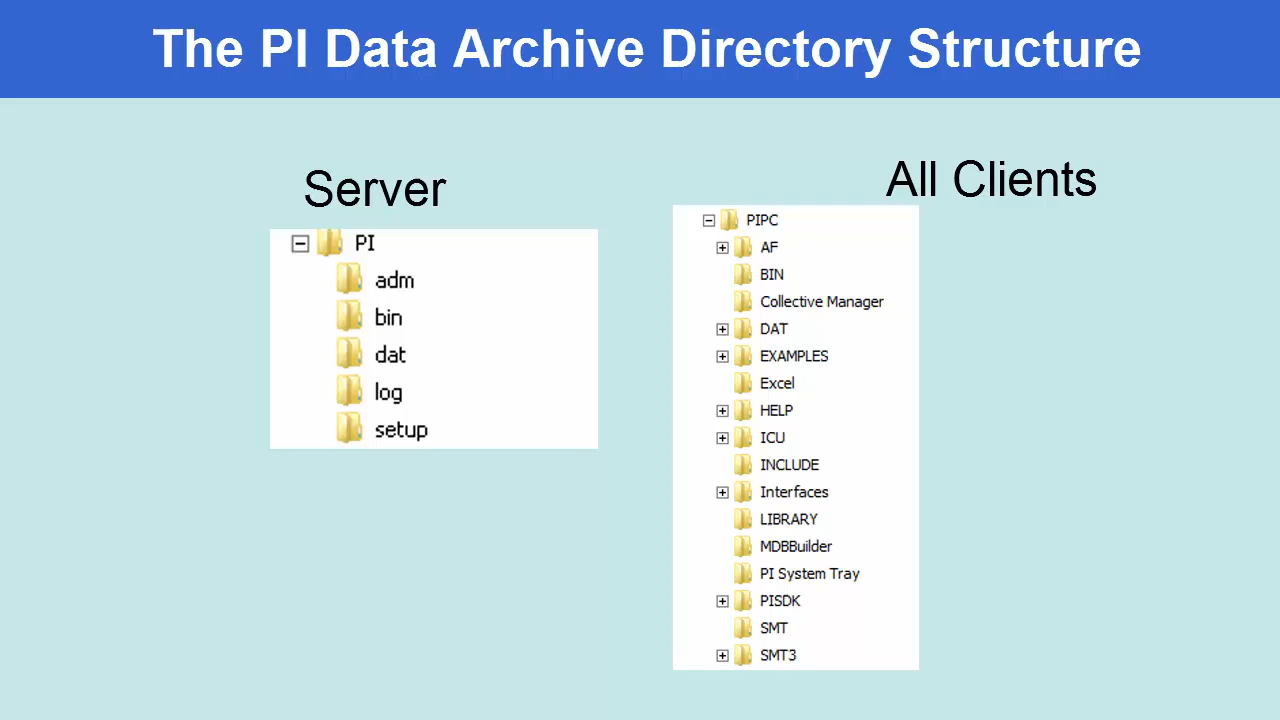 The PI Data Archive Directory Structure
Server
PI
adm
bin
dat
log
setup
All Clients
PIPC
AF
BIN
Collective Manager
DAT
EXAMPLES
Excel
HELP
ICU
INCLUDE
Interfaces
LIBRARY
MDBBuilder
PI System Tray
PISDK
SMT
SMT3